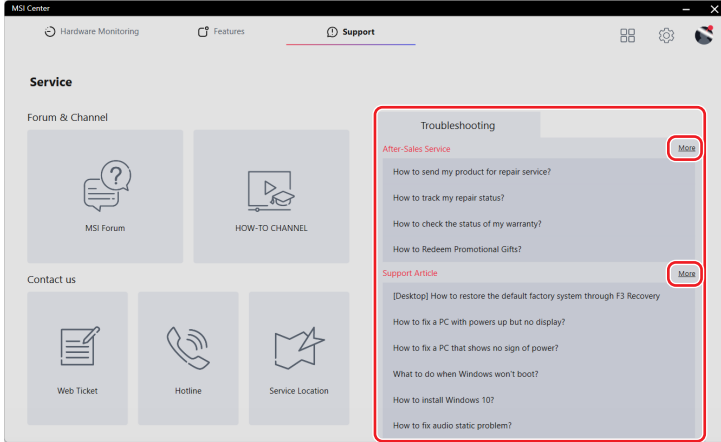 MSI Center
Hardware Monitoring
Features
Support
Service
Forum & Channel
MSI Forum
HOW-TO CHANNEL
Contact us
Web Ticket
Hotline
Service Location
Troubleshooting
After-Sales Service
More
How to send my product for repair service?
How to track my repair status?
How to check the status of my warranty?
How to Redeem Promotional Gifts?
Support Article
More
[Desktop] How to restore the default factory system through F3 Recovery
How to fix a PC with powers up but no display?
How to fix a PC that shows no sign of power?
What to do when Windows won't boot?
How to install Windows 10?
How to fix audio static problem?